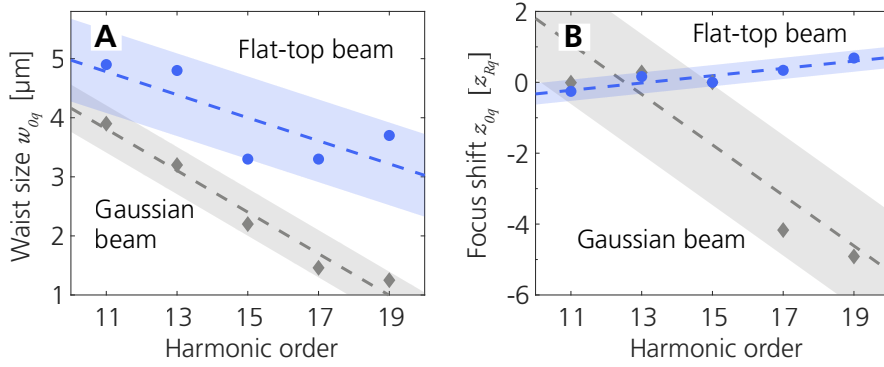 A
Flat-top beam
Gaussian
beam
Waist size w₀q [μm]
5
4
3
2
1
11 13 15 17 19
Harmonic order
B
Flat-top beam
Gaussian beam
Focus shift z₀q [zRq]
2
0
-2
-4
-6
11 13 15 17 19
Harmonic order